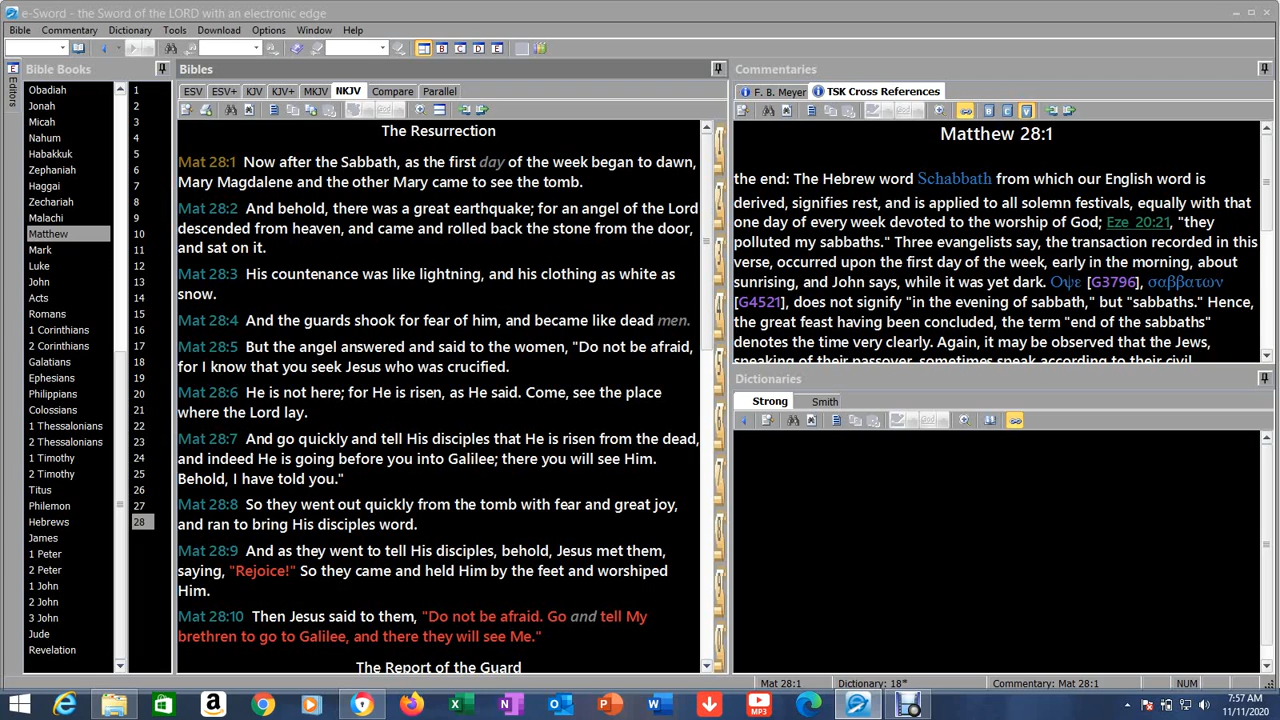 e-Sword - the Sword of the LORD with an electronic edge
Bible Commentary Dictionary Tools Download Options Window Help
B C D E
Editors
Bible Books
Obadiah
Jonah
Micah
Nahum
Habakkuk
Zephaniah
Haggai
Zechariah
Malachi
Matthew
Mark
Luke
John
Acts
Romans
1 Corinthians
2 Corinthians
Galatians
Ephesians
Philippians
Colossians
1 Thessalonians
2 Thessalonians
1 Timothy
2 Timothy
Titus
Philemon
Hebrews
James
1 Peter
2 Peter
1 John
2 John
3 John
Jude
Revelation
1
2
3
4
5
6
7
8
9
10
11
12
13
14
15
16
17
18
19
20
21
22
23
24
25
26
27
28
Bibles
ESV ESV+ KJV KJV+ MKJV NKJV Compare Parallel
God
The Resurrection
Mat 28:1 Now after the Sabbath, as the first day of the week began to dawn,
Mary Magdalene and the other Mary came to see the tomb.
Mat 28:2 And behold, there was a great earthquake; for an angel of the Lord
descended from heaven, and came and rolled back the stone from the door,
and sat on it.
Mat 28:3 His countenance was like lightning, and his clothing as white as
snow.
Mat 28:4 And the guards shook for fear of him, and became like dead men.
Mat 28:5 But the angel answered and said to the women, "Do not be afraid,
for I know that you seek Jesus who was crucified.
Mat 28:6 He is not here; for He is risen, as He said. Come, see the place
where the Lord lay.
Mat 28:7 And go quickly and tell His disciples that He is risen from the dead,
and indeed He is going before you into Galilee; there you will see Him.
Behold, I have told you."
Mat 28:8 So they went out quickly from the tomb with fear and great joy,
and ran to bring His disciples word.
Mat 28:9 And as they went to tell His disciples, behold, Jesus met them,
saying, "Rejoice!" So they came and held Him by the feet and worshiped
Him.
Mat 28:10 Then Jesus said to them, "Do not be afraid. Go and tell My
brethren to go to Galilee, and there they will see Me."
The Report of the Guard
Commentaries
F. B. Meyer TSK Cross References
God B C V
Matthew 28:1
the end: The Hebrew word Schabbath from which our English word is
derived, signifies rest, and is applied to all solemn festivals, equally with that
one day of every week devoted to the worship of God; Eze_20:21, "they
polluted my sabbaths." Three evangelists say, the transaction recorded in this
verse, occurred upon the first day of the week, early in the morning, about
sunrising, and John says, while it was yet dark. Οψε [G3796], σαββατων
[G4521], does not signify "in the evening of sabbath," but "sabbaths." Hence,
the great feast having been concluded, the term "end of the sabbaths"
denotes the time very clearly. Again, it may be observed that the Jews,
speaking of their passover, sometimes speak according to their civil
Dictionaries
Strong Smith
God
Mat 28:1 Dictionary: 18* Commentary: Mat 28:1 NUM
MP3
7:57 AM
11/11/2020